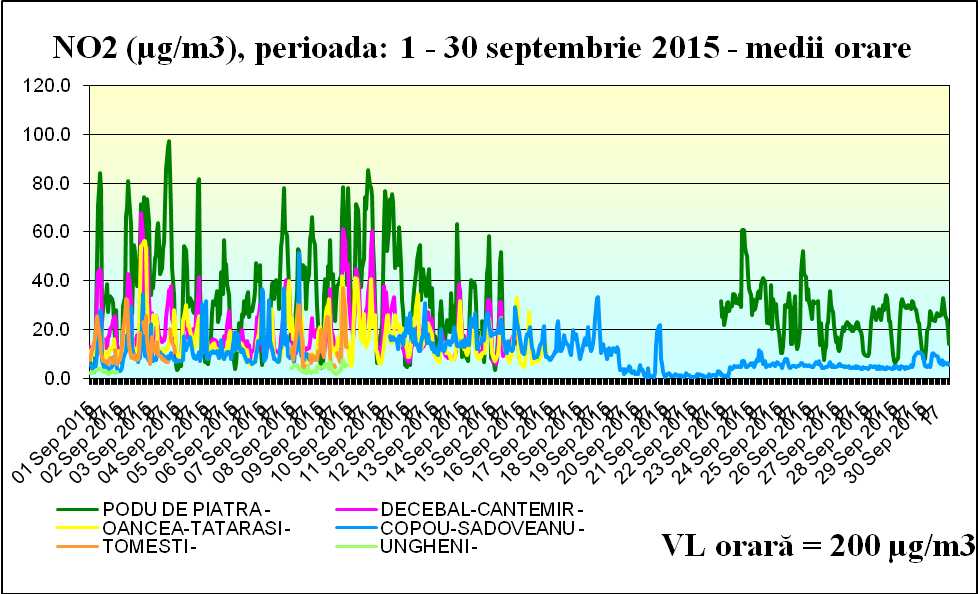 NO2 (µg/m3), perioada: 1 - 30 septembrie 2015 - medii orare
120.0
100.0
80.0
60.0
40.0
20.0
0.0
01 Sep 2015
02 Sep 2015
03 Sep 2015
04 Sep 2015
05 Sep 2015
06 Sep 2015
07 Sep 2015
08 Sep 2015
09 Sep 2015
10 Sep 2015
11 Sep 2015
12 Sep 2015
13 Sep 2015
14 Sep 2015
15 Sep 2015
16 Sep 2015
17 Sep 2015
18 Sep 2015
19 Sep 2015
20 Sep 2015
21 Sep 2015
22 Sep 2015
23 Sep 2015
24 Sep 2015
25 Sep 2015
26 Sep 2015
27 Sep 2015
28 Sep 2015
29 Sep 2015
30 Sep 2015
17
PODU DE PIATRA -
DECEBAL-CANTEMIR -
OANCEA-TATARASI -
COPOU-SADOVEANU -
TOMESTI -
UNGHENI -
VL orară = 200 µg/m3